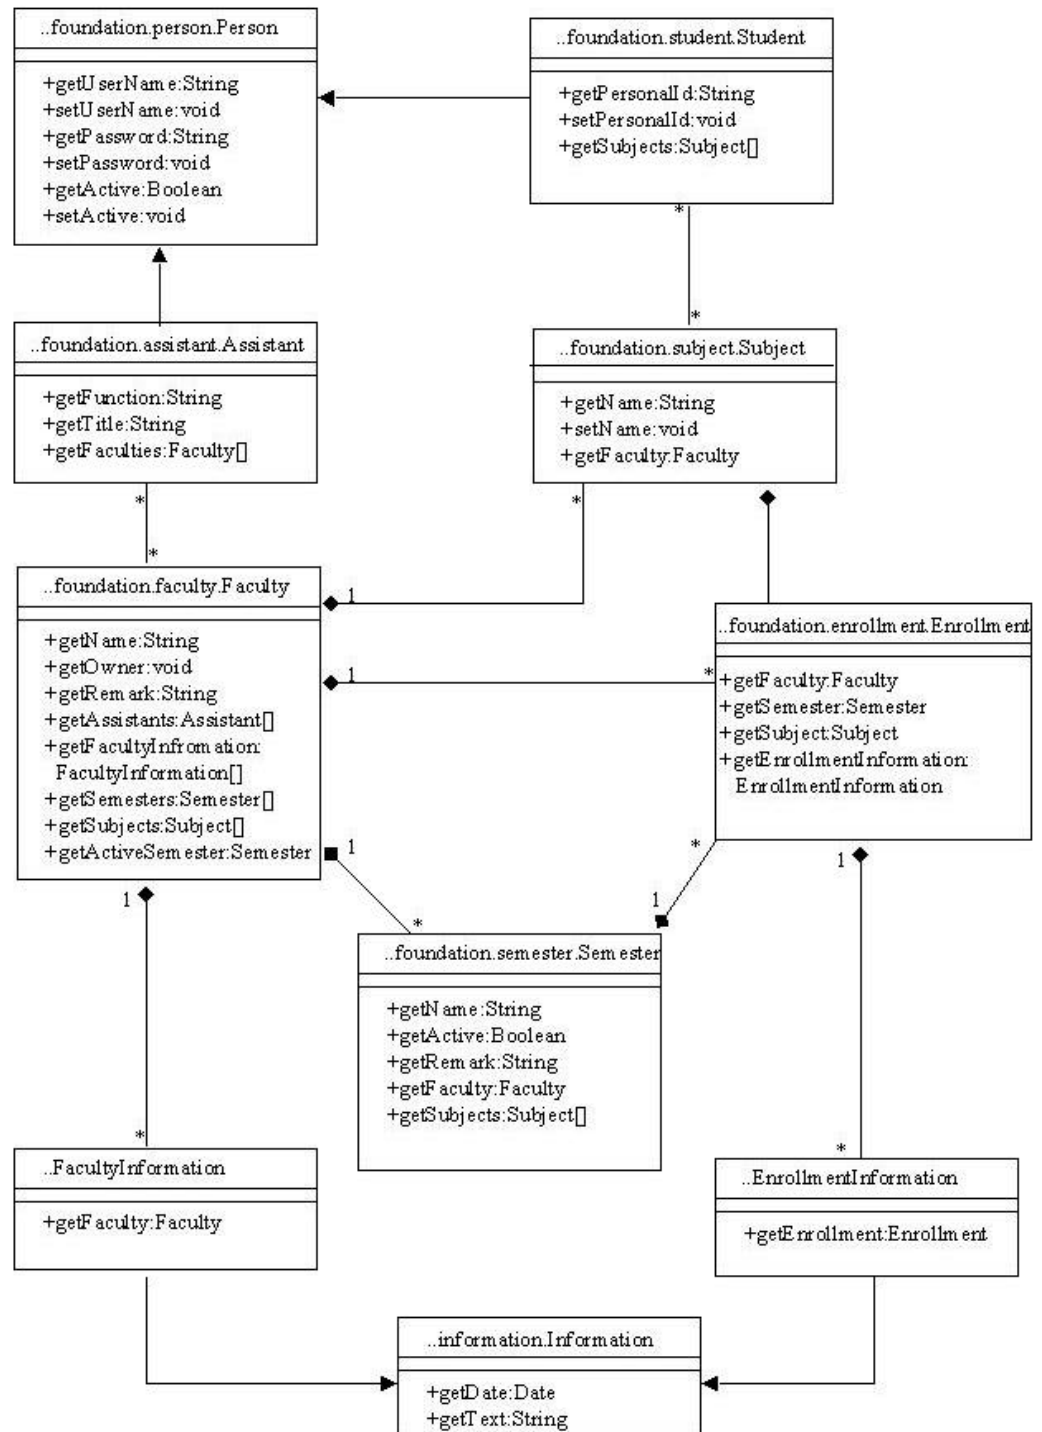 ..foundation.person.Person
+getUserName:String
+setUserName:void
+getPassword:String
+setPassword:void
+getActive:Boolean
+setActive:void
..foundation.student.Student
+getPersonalId:String
+setPersonalId:void
+getSubjects:Subject[]
*
*
..foundation.assistant.Assistant
+getFunction:String
+getTitle:String
+getFaculties:Faculty[]
*
*
..foundation.subject.Subject
+getName:String
+setName:void
+getFaculty:Faculty
*
1
..foundation.faculty.Faculty
+getName:String
+getOwner:void
+getRemark:String
+getAssistants:Assistant[]
+getFacultyInfromation:
FacultyInformation[]
+getSemesters:Semester[]
+getSubjects:Subject[]
+getActiveSemester:Semester
1
*
..foundation.enrollment.Enrollment
+getFaculty:Faculty
+getSemester:Semester
+getSubject:Subject
+getEnrollmentInformation:
EnrollmentInformation
1
*
1
*
1
1
*
..foundation.semester.Semester
+getName:String
+getActive:Boolean
+getRemark:String
+getFaculty:Faculty
+getSubjects:Subject[]
*
..FacultyInformation
+getFaculty:Faculty
..EnrollmentInformation
+getEnrollment:Enrollment
..information.Information
+getDate:Date
+getText:String